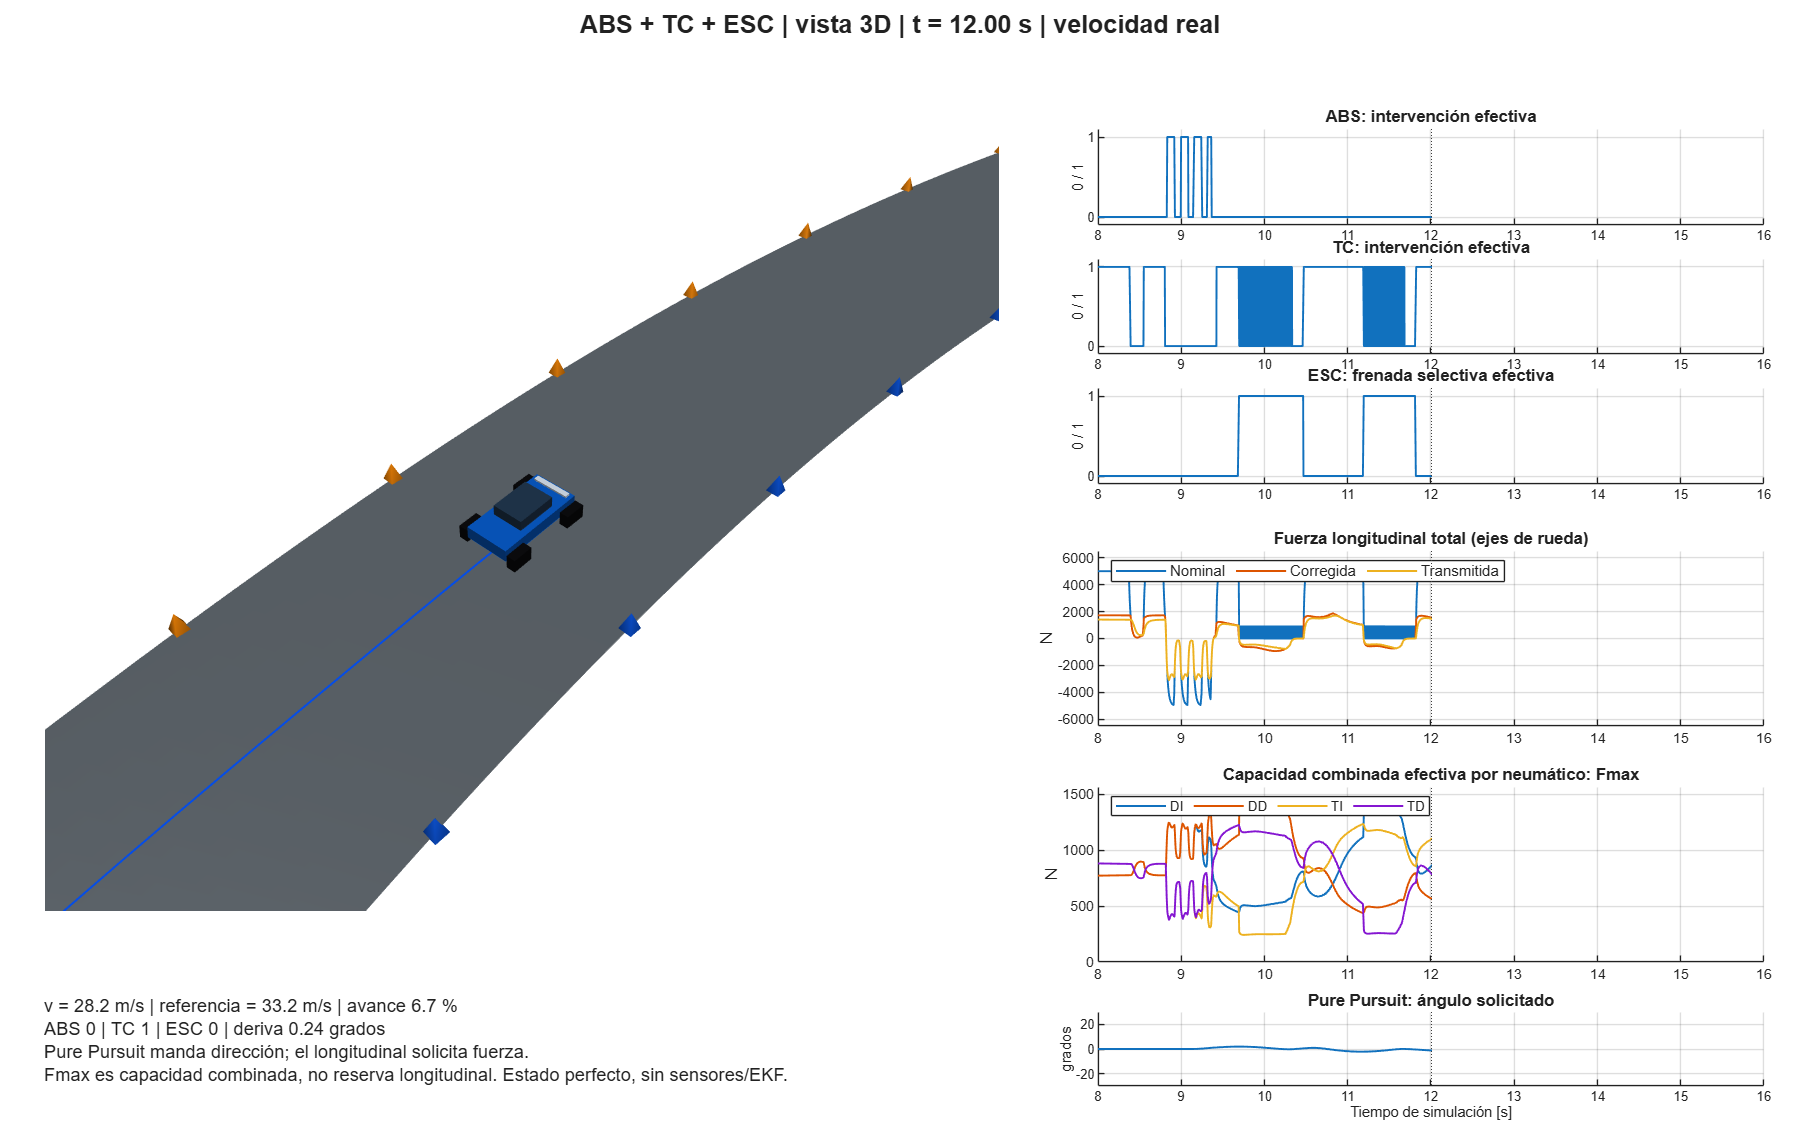 ABS + TC + ESC | vista 3D | t = 12.00 s | velocidad real
ABS: intervención efectiva
0 / 1
1
0
8 9 10 11 12 13 14 15 16
TC: intervención efectiva
0 / 1
1
0
8 9 10 11 12 13 14 15 16
ESC: frenada selectiva efectiva
0 / 1
1
0
8 9 10 11 12 13 14 15 16
Fuerza longitudinal total (ejes de rueda)
Nominal Corregida Transmitida
N
6000
4000
2000
0
-2000
-4000
-6000
8 9 10 11 12 13 14 15 16
Capacidad combinada efectiva por neumático: Fmax
DI DD TI TD
N
1500
1000
500
0
8 9 10 11 12 13 14 15 16
Pure Pursuit: ángulo solicitado
grados
20
0
-20
8 9 10 11 12 13 14 15 16
Tiempo de simulación [s]
v = 28.2 m/s | referencia = 33.2 m/s | avance 6.7 %
ABS 0 | TC 1 | ESC 0 | deriva 0.24 grados
Pure Pursuit manda dirección; el longitudinal solicita fuerza.
Fmax es capacidad combinada, no reserva longitudinal. Estado perfecto, sin sensores/EKF.